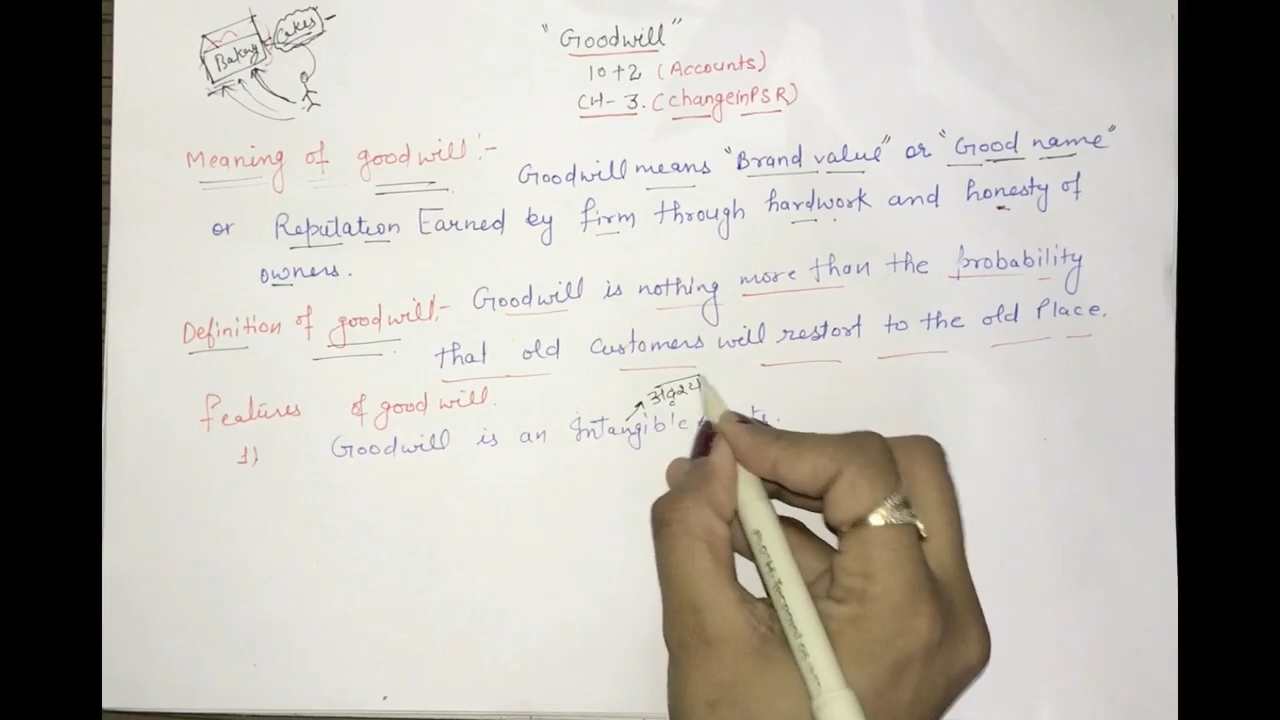 Bakery
Cakes
"Goodwill"
10+2 (Accounts)
CH-3. (change in PSR)
Meaning of goodwill:-
Goodwill means "Brand value" or "Good name"
or Reputation Earned by firm through hardwork and honesty of
owners.
Definition of goodwill:- Goodwill is nothing more than the probability
that old customers will restort to the old Place.
features of goodwill.
1) Goodwill is an Intangible